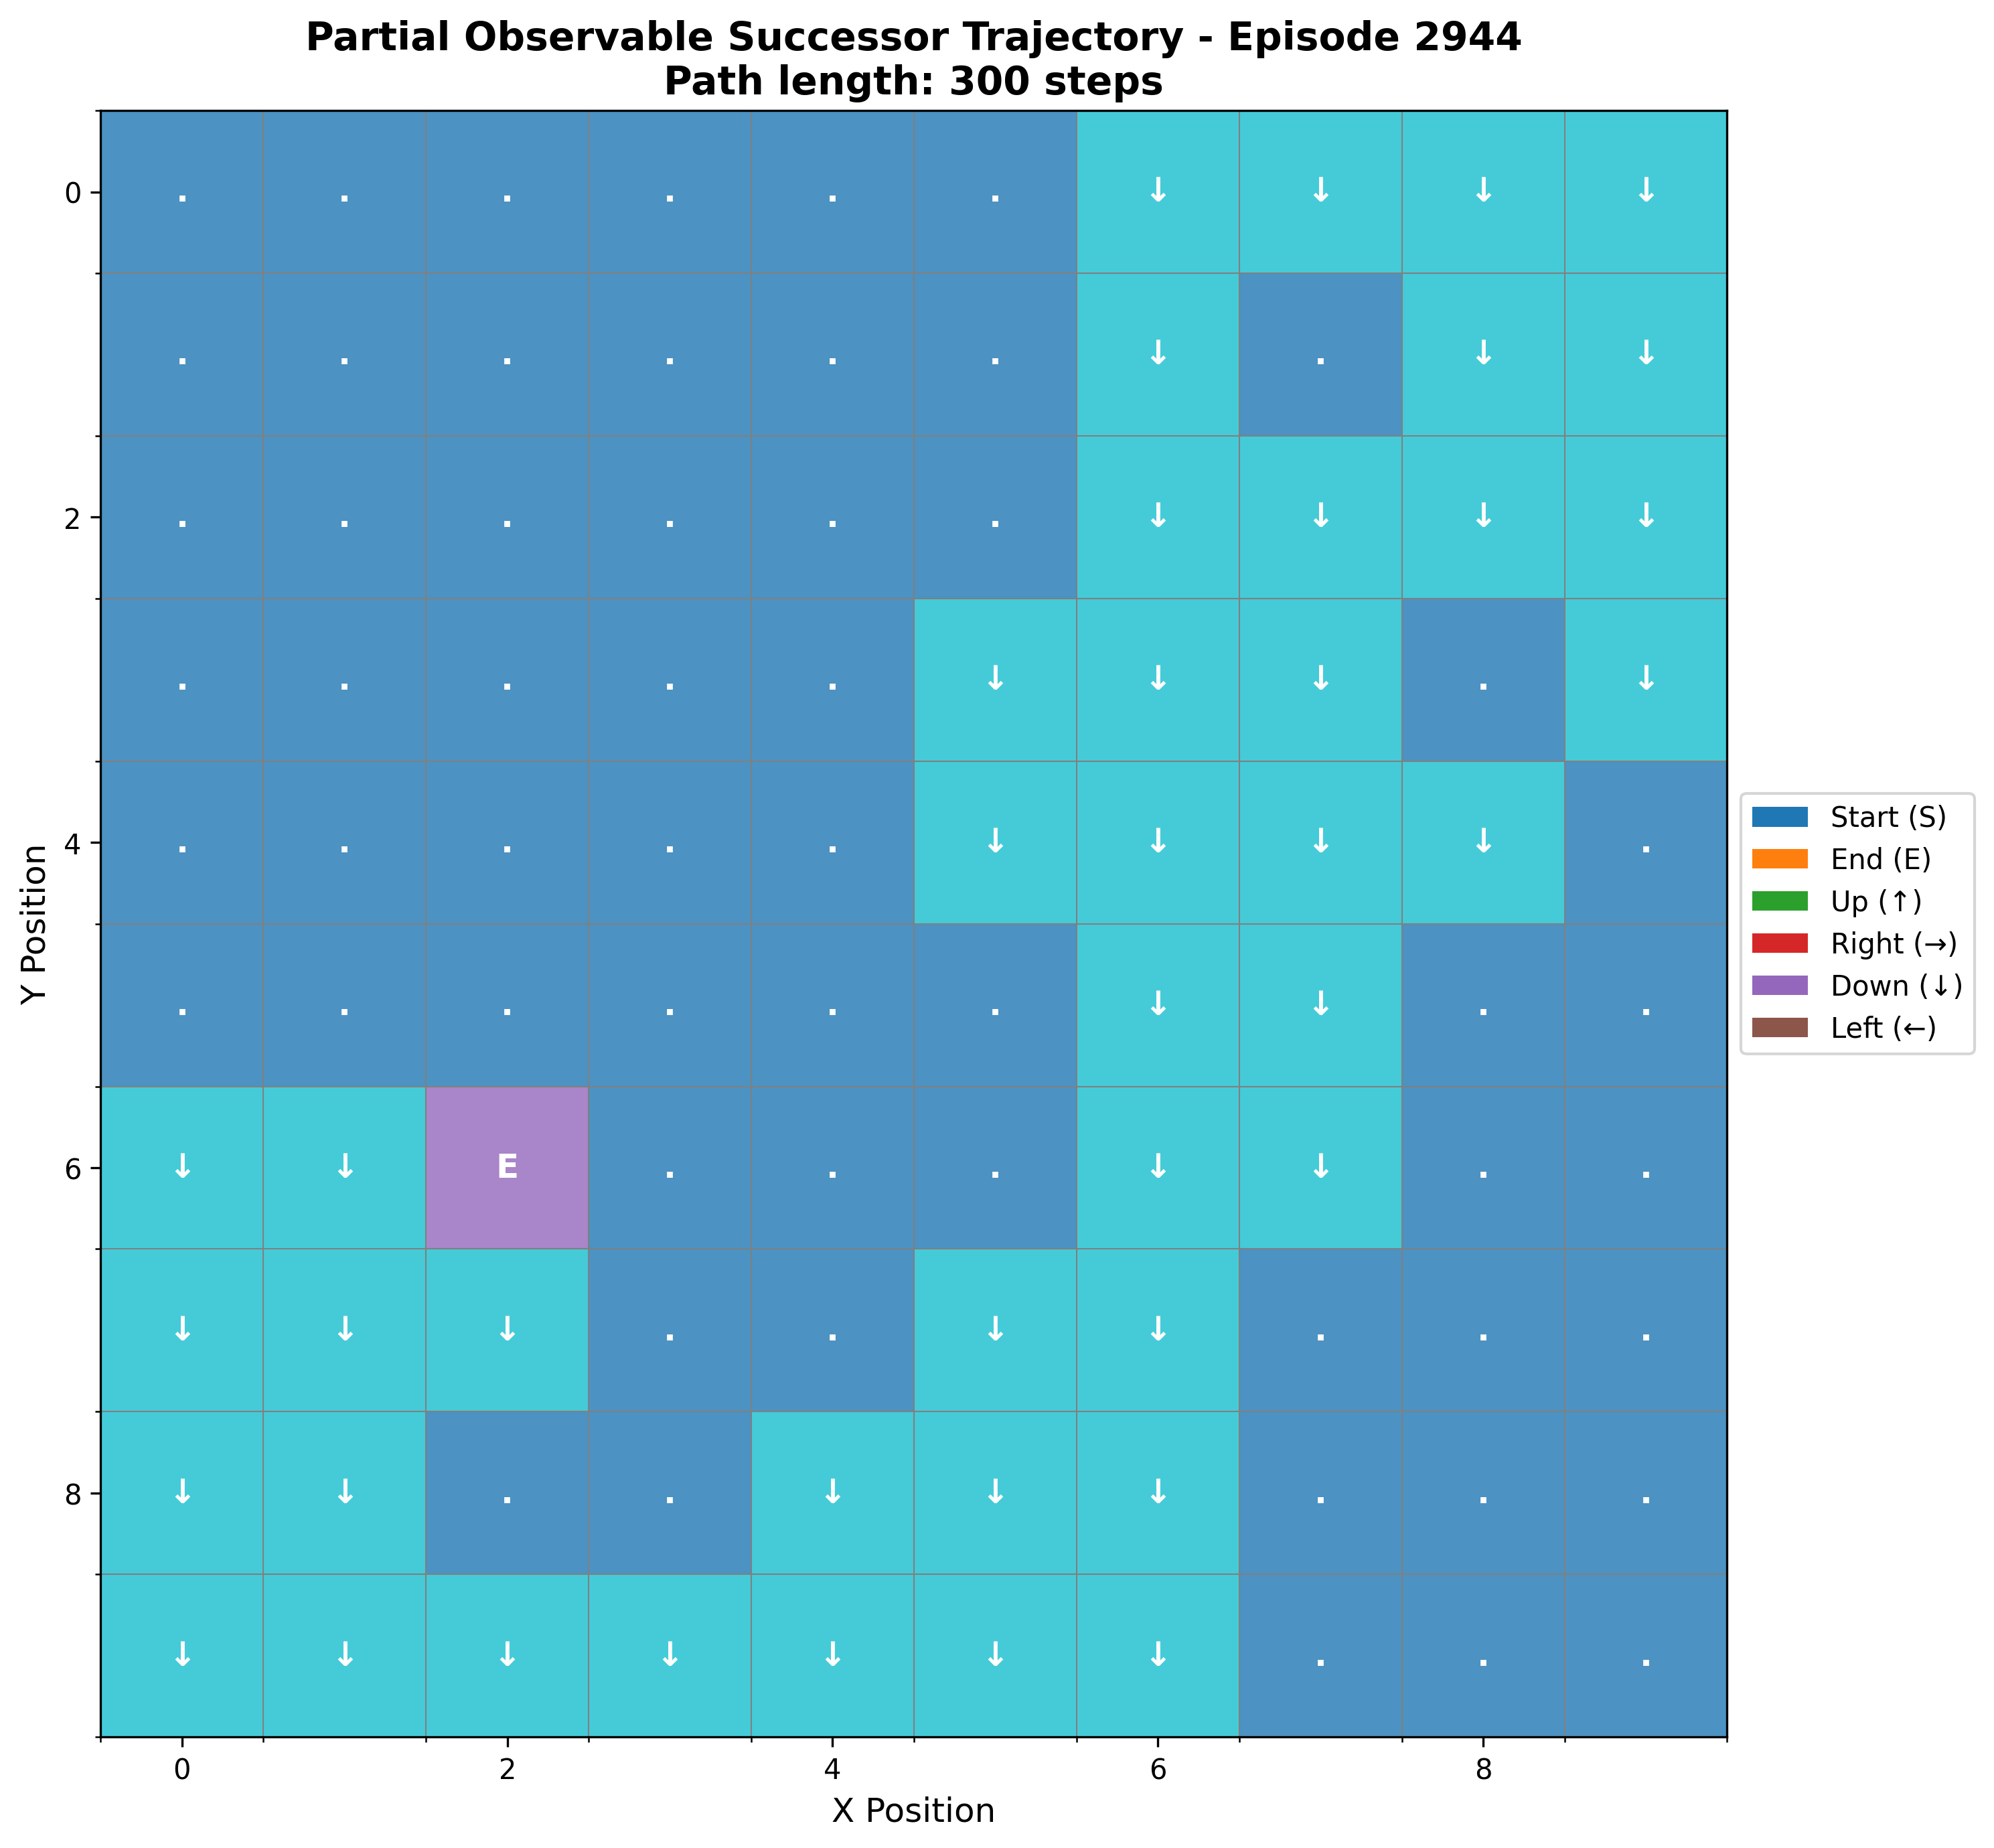 Partial Observable Successor Trajectory - Episode 2944
Path length: 300 steps
0 . . . . . . ↓ ↓ ↓ ↓
. . . . . . ↓ . ↓ ↓
2 . . . . . . ↓ ↓ ↓ ↓
. . . . . ↓ ↓ ↓ . ↓
4 . . . . . ↓ ↓ ↓ ↓ .
. . . . . . ↓ ↓ . .
6 ↓ ↓ E . . . ↓ ↓ . .
↓ ↓ ↓ . . ↓ ↓ . . .
8 ↓ ↓ . . ↓ ↓ ↓ . . .
↓ ↓ ↓ ↓ ↓ ↓ ↓ . . .
0 2 4 6 8
X Position
Y Position
Start (S)
End (E)
Up (↑)
Right (→)
Down (↓)
Left (←)